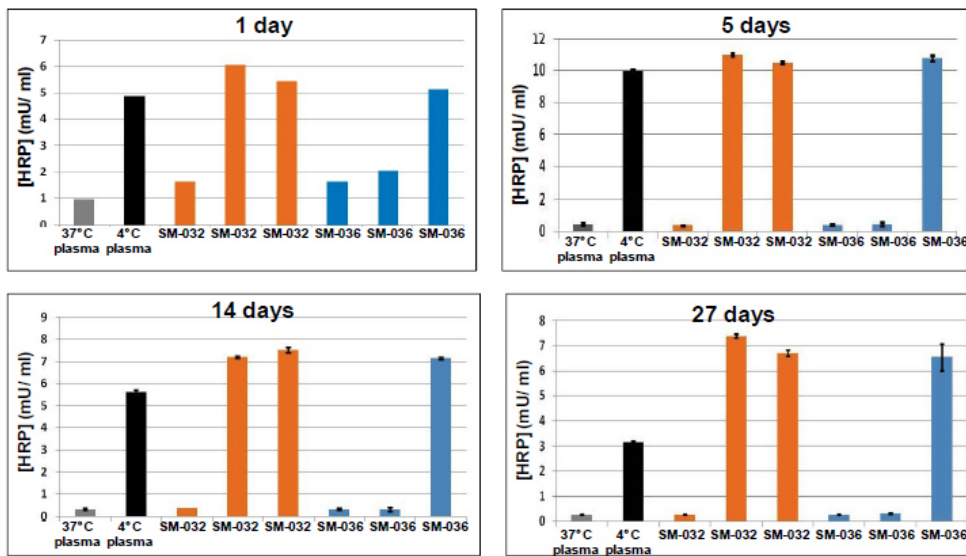 1 day
[HRP] (mU/ ml)
7
6
5
4
3
2
1
0
37°C plasma
4°C plasma
SM-032
SM-032
SM-032
SM-036
SM-036
SM-036
5 days
[HRP] (mU/ ml)
12
10
8
6
4
2
0
37°C plasma
4°C plasma
SM-032
SM-032
SM-032
SM-036
SM-036
SM-036
14 days
[HRP] (mU/ ml)
9
8
7
6
5
4
3
2
1
0
37°C plasma
4°C plasma
SM-032
SM-032
SM-032
SM-036
SM-036
SM-036
27 days
[HRP] (mU/ ml)
8
7
6
5
4
3
2
1
0
37°C plasma
4°C plasma
SM-032
SM-032
SM-032
SM-036
SM-036
SM-036